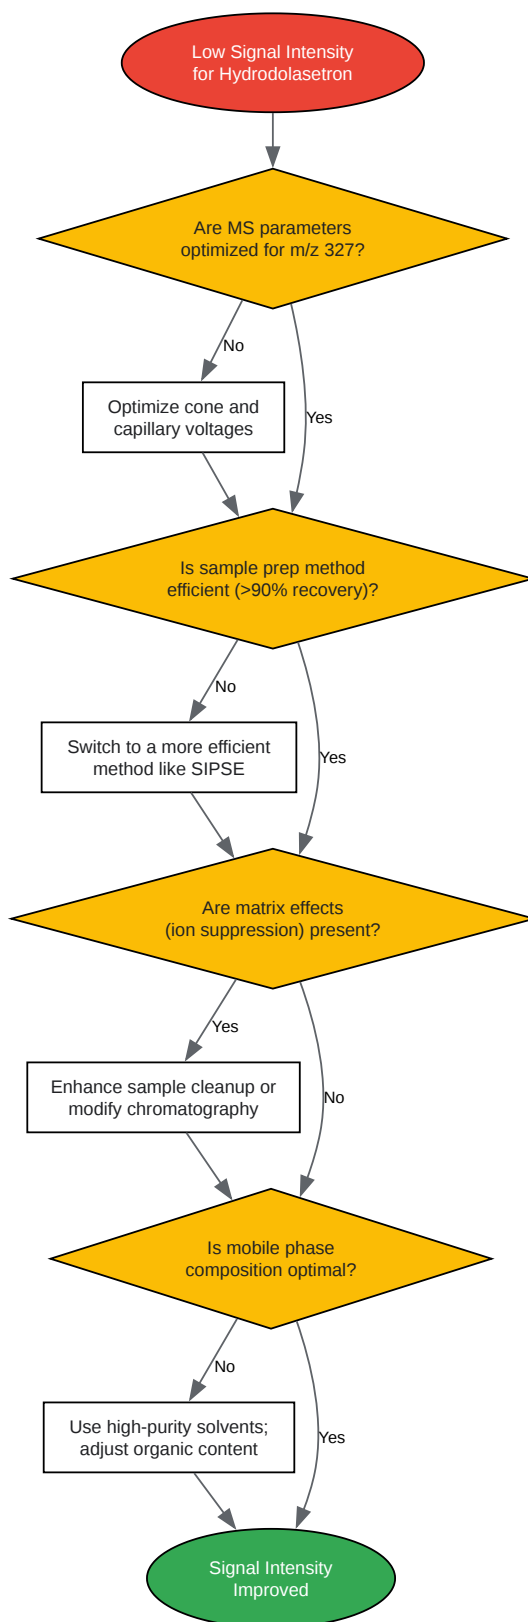 Low Signal Intensity
for Hydrodolasetron
Are MS parameters
optimized for m/z 327?
No
Yes
Optimize cone and
capillary voltages
Is sample prep method
efficient (>90% recovery)?
No
Yes
Switch to a more efficient
method like SIPSE
Are matrix effects
(ion suppression) present?
Yes
No
Enhance sample cleanup or
modify chromatography
Is mobile phase
composition optimal?
No
Yes
Use high-purity solvents;
adjust organic content
Signal Intensity
Improved